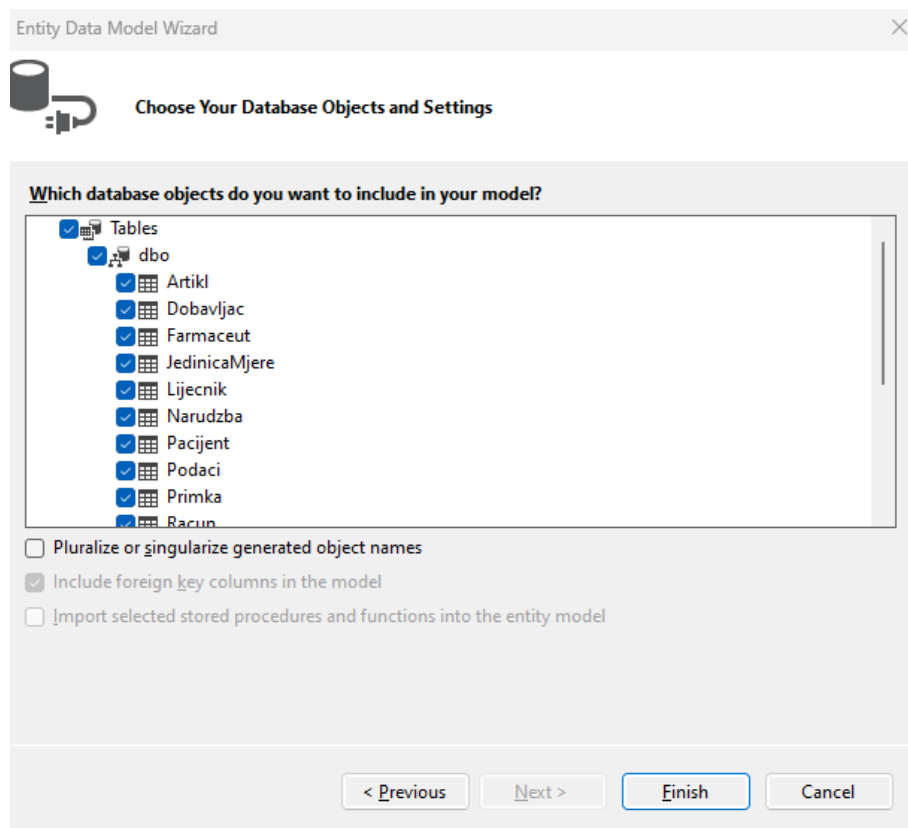 Entity Data Model Wizard
Choose Your Database Objects and Settings
Which database objects do you want to include in your model?
Tables
dbo
Artikl
Dobavljac
Farmaceut
JedinicaMjere
Lijecnik
Narudzba
Pacijent
Podaci
Primka
Racun
Pluralize or singularize generated object names
Include foreign key columns in the model
Import selected stored procedures and functions into the entity model
< Previous
Next >
Finish
Cancel